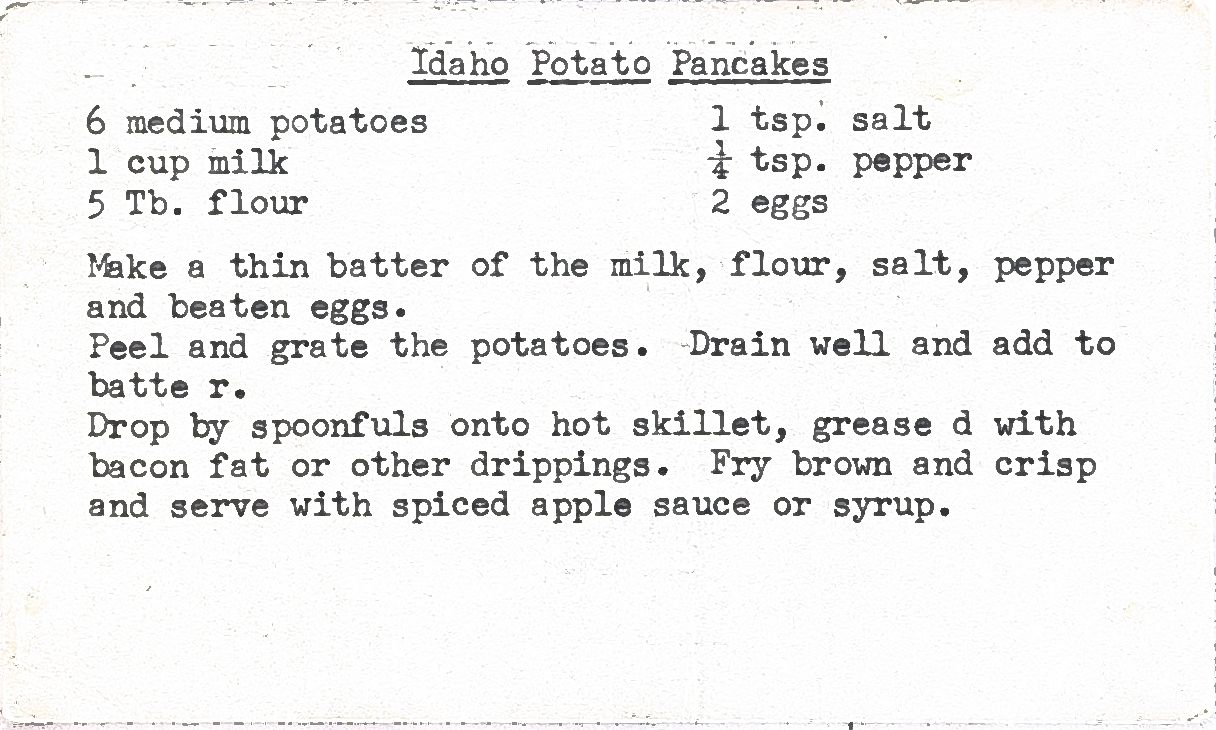 Idaho Potato Pancakes
6 medium potatoes 1 tsp. salt
1 cup milk ¼ tsp. pepper
5 Tb. flour 2 eggs
Make a thin batter of the milk, flour, salt, pepper
and beaten eggs.
Peel and grate the potatoes. Drain well and add to
batte r.
Drop by spoonfuls onto hot skillet, grease d with
bacon fat or other drippings. Fry brown and crisp
and serve with spiced apple sauce or syrup.